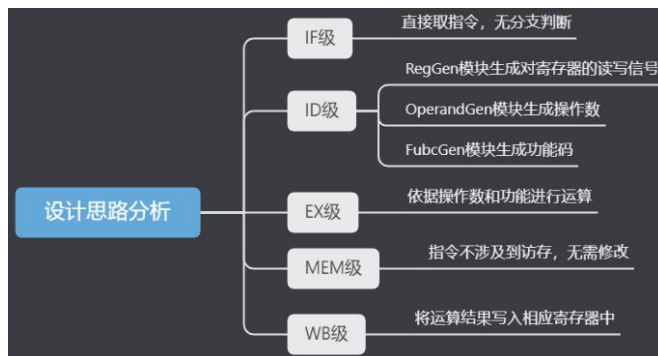 设计思路分析
IF级
直接取指令，无分支判断
ID级
RegGen模块生成对寄存器的读写信号
OperandGen模块生成操作数
FubcGen模块生成功能码
EX级
依据操作数和功能进行运算
MEM级
指令不涉及到访存，无需修改
WB级
将运算结果写入相应寄存器中